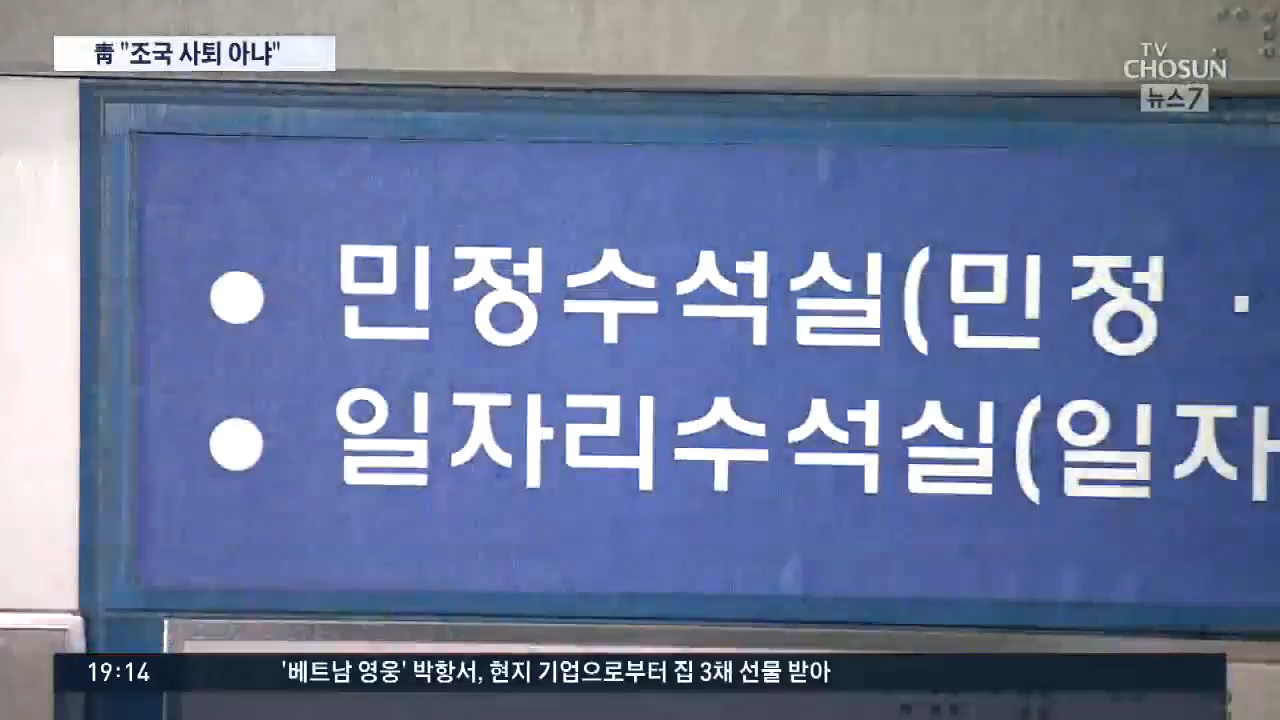 靑 "조국 사퇴 아냐"
TV
CHOSUN
뉴스7
● 민정수석실(민정 ·
● 일자리수석실(일자
19:14
'베트남 영웅' 박항서, 현지 기업으로부터 집 3채 선물 받아